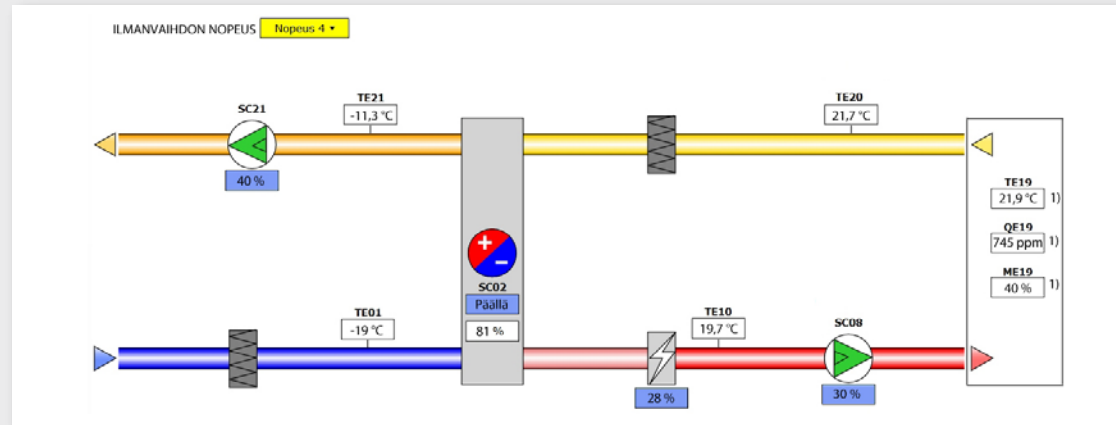 ILMANVAIHDON NOPEUS Nopeus 4
SC21
TE21
-11,3 °C
TE20
21,7 °C
40 %
TE19
21,9 °C 1)
QE19
745 ppm 1)
ME19
40 % 1)
+
−
SC02
Päällä
81 %
TE01
-19 °C
TE10
19,7 °C
SC08
28 %
30 %